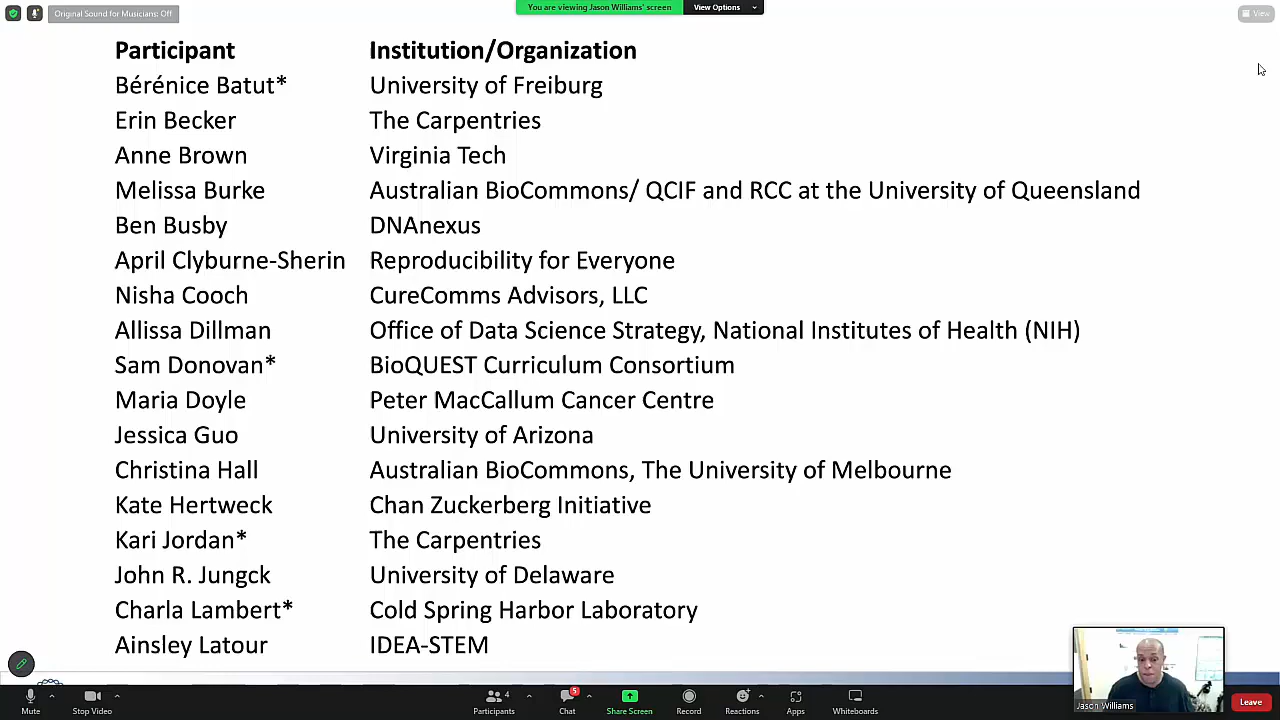 Original Sound for Musicians: Off
You are viewing Jason Williams' screen View Options
View
Participant Institution/Organization
Bérénice Batut* University of Freiburg
Erin Becker The Carpentries
Anne Brown Virginia Tech
Melissa Burke Australian BioCommons/ QCIF and RCC at the University of Queensland
Ben Busby DNAnexus
April Clyburne-Sherin Reproducibility for Everyone
Nisha Cooch CureComms Advisors, LLC
Allissa Dillman Office of Data Science Strategy, National Institutes of Health (NIH)
Sam Donovan* BioQUEST Curriculum Consortium
Maria Doyle Peter MacCallum Cancer Centre
Jessica Guo University of Arizona
Christina Hall Australian BioCommons, The University of Melbourne
Kate Hertweck Chan Zuckerberg Initiative
Kari Jordan* The Carpentries
John R. Jungck University of Delaware
Charla Lambert* Cold Spring Harbor Laboratory
Ainsley Latour IDEA-STEM
Jason Williams
4 5
Mute Stop Video Participants Chat Share Screen Record Reactions Apps Whiteboards Leave